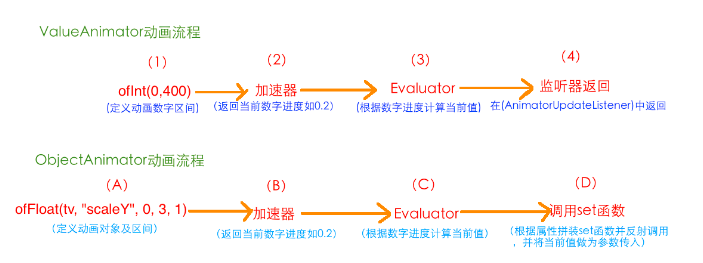 ValueAnimator动画流程
(1)
(2)
(3)
(4)
ofInt(0,400)
加速器
Evaluator
监听器返回
(定义动画数字区间)
(返回当前数字进度如0.2)
(根据数字进度计算当前值)
在(AnimatorUpdateListener)中返回
ObjectAnimator动画流程
(A)
(B)
(C)
(D)
ofFloat(tv, "scaleY", 0, 3, 1)
加速器
Evaluator
调用set函数
(定义动画对象及区间)
(返回当前数字进度如0.2)
(根据数字进度计算当前值)
(根据属性拼装set函数并反射调用
，并将当前值做为参数传入)